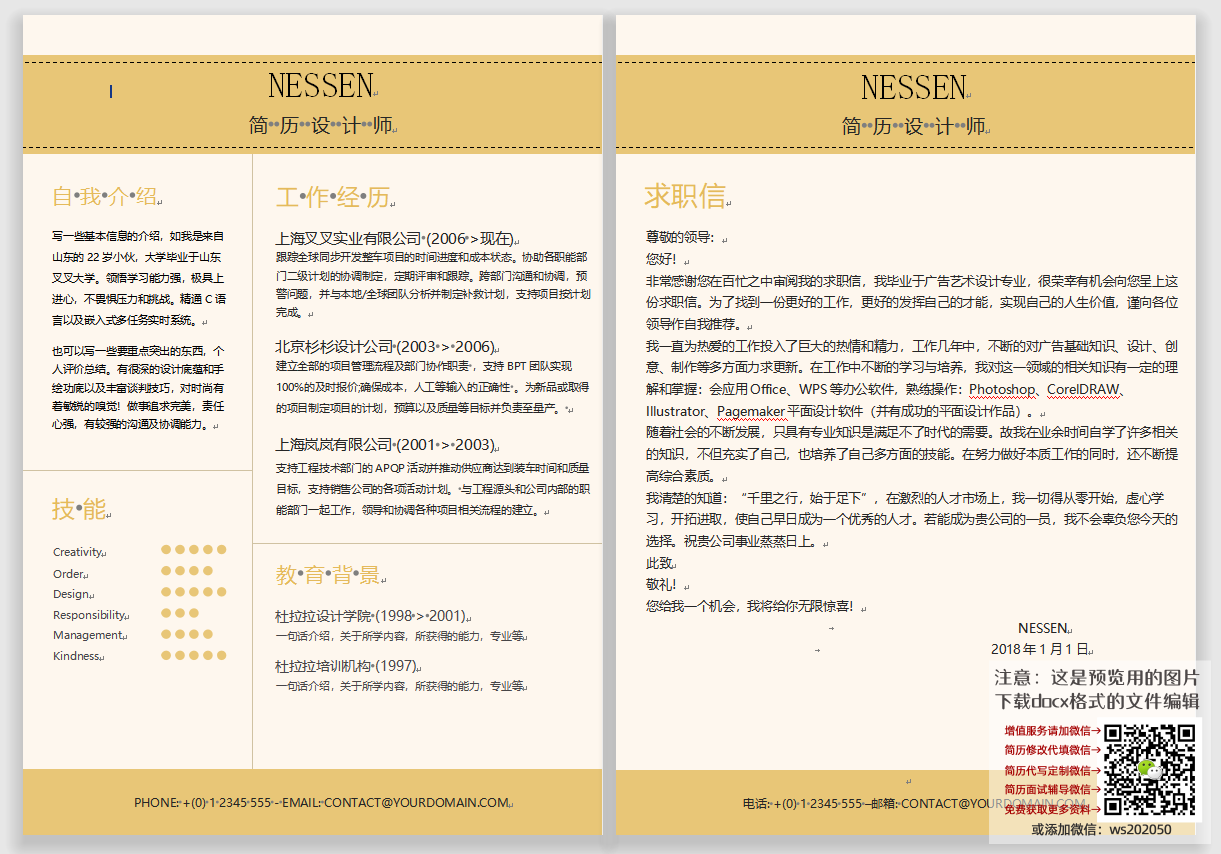 NESSEN
简历设计师
自我介绍
写一些基本信息的介绍，如我是来自
山东的 22 岁小伙，大学毕业于山东
叉叉大学。领悟学习能力强，极具上
进心，不畏惧压力和挑战。精通 C 语
言以及嵌入式多任务实时系统。
也可以写一些要重点突出的东西，个
人评价总结。有很深的设计底蕴和手
绘功底以及丰富谈判技巧，对时尚有
着敏锐的嗅觉！做事追求完美，责任
心强，有较强的沟通及协调能力。
技能
Creativity
Order
Design
Responsibility
Management
Kindness
工作经历
上海叉叉实业有限公司 (2006 > 现在)
跟踪全球同步开发整车项目的时间进度和成本状态。协助各职能部
门二级计划的协调制定，定期评审和跟踪。跨部门沟通和协调，预
警问题，并与本地/全球团队分析并制定补救计划，支持项目按计划
完成。
北京杉杉设计公司 (2003 > 2006)
建立全部的项目管理流程及部门协作职责，支持 BPT 团队实现
100%的及时报价;确保成本，人工等输入的正确性。为新品或取得
的项目制定项目的计划，预算以及质量等目标并负责至量产。
上海岚岚有限公司 (2001 > 2003)
支持工程技术部门的 APQP 活动并推动供应商达到装车时间和质量
目标，支持销售公司的各项活动计划。与工程源头和公司内部的职
能部门一起工作，领导和协调各种项目相关流程的建立。
教育背景
杜拉拉设计学院 (1998 > 2001)
一句话介绍，关于所学内容，所获得的能力，专业等
杜拉拉培训机构 (1997)
一句话介绍，关于所学内容，所获得的能力，专业等
PHONE: +(0) 1 2345 555 - EMAIL: CONTACT@YOURDOMAIN.COM
NESSEN
简历设计师
求职信
尊敬的领导：
您好！
非常感谢您在百忙之中审阅我的求职信，我毕业于广告艺术设计专业，很荣幸有机会向您呈上这
份求职信。为了找到一份更好的工作，更好的发挥自己的才能，实现自己的人生价值，谨向各位
领导作自我推荐。
我一直为热爱的工作投入了巨大的热情和精力，工作几年中，不断的对广告基础知识、设计、创
意、制作等多方面力求更新。在工作中不断的学习与培养，我对这一领域的相关知识有一定的理
解和掌握：会应用 Office、WPS 等办公软件，熟练操作：Photoshop、CorelDRAW、
Illustrator、Pagemaker 平面设计软件（并有成功的平面设计作品）。
随着社会的不断发展，只具有专业知识是满足不了时代的需要。故我在业余时间自学了许多相关
的知识，不但充实了自己，也培养了自己多方面的技能。在努力做好本质工作的同时，还不断提
高综合素质。
我清楚的知道：“千里之行，始于足下”，在激烈的人才市场上，我一切得从零开始，虚心学
习，开拓进取，使自己早日成为一个优秀的人才。若能成为贵公司的一员，我不会辜负您今天的
选择。祝贵公司事业蒸蒸日上。
此致
敬礼！
您给我一个机会，我将给你无限惊喜！
NESSEN
2018 年 1 月 1 日
电话: +(0) 1 2345 555 –邮箱: CONTACT@YOURDOMAIN.COM
注意：这是预览用的图片
下载docx格式的文件编辑
增值服务请加微信→
简历修改代填微信→
简历代写定制微信→
简历面试辅导微信→
免费获取更多资料→
或添加微信：ws202050